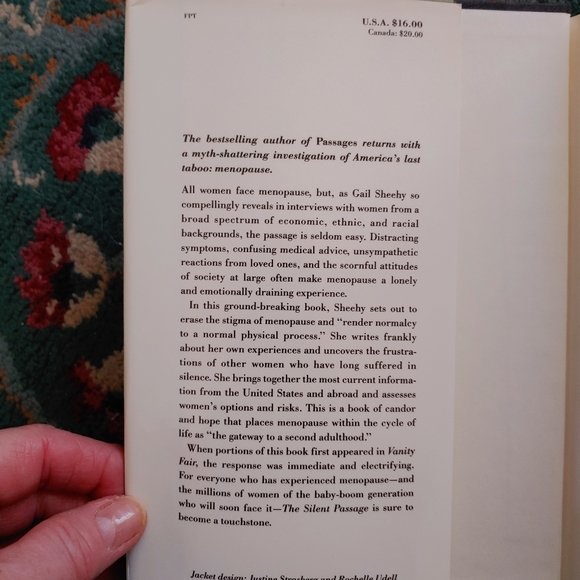 FPT
U.S.A. $16.00
Canada: $20.00
The bestselling author of Passages returns with
a myth-shattering investigation of America's last
taboo: menopause.
All women face menopause, but, as Gail Sheehy so
compellingly reveals in interviews with women from a
broad spectrum of economic, ethnic, and racial
backgrounds, the passage is seldom easy. Distracting
symptoms, confusing medical advice, unsympathetic
reactions from loved ones, and the scornful attitudes
of society at large often make menopause a lonely
and emotionally draining experience.
In this ground-breaking book, Sheehy sets out to
erase the stigma of menopause and "render normalcy
to a normal physical process." She writes frankly
about her own experiences and uncovers the frustra-
tions of other women who have long suffered in
silence. She brings together the most current informa-
tion from the United States and abroad and assesses
women's options and risks. This is a book of candor
and hope that places menopause within the cycle of
life as "the gateway to a second adulthood."
When portions of this book first appeared in Vanity
Fair, the response was immediate and electrifying.
For everyone who has experienced menopause—and
the millions of women of the baby-boom generation
who will soon face it—The Silent Passage is sure to
become a touchstone.
Jacket design: Justine Strasberg and Rochelle Udell